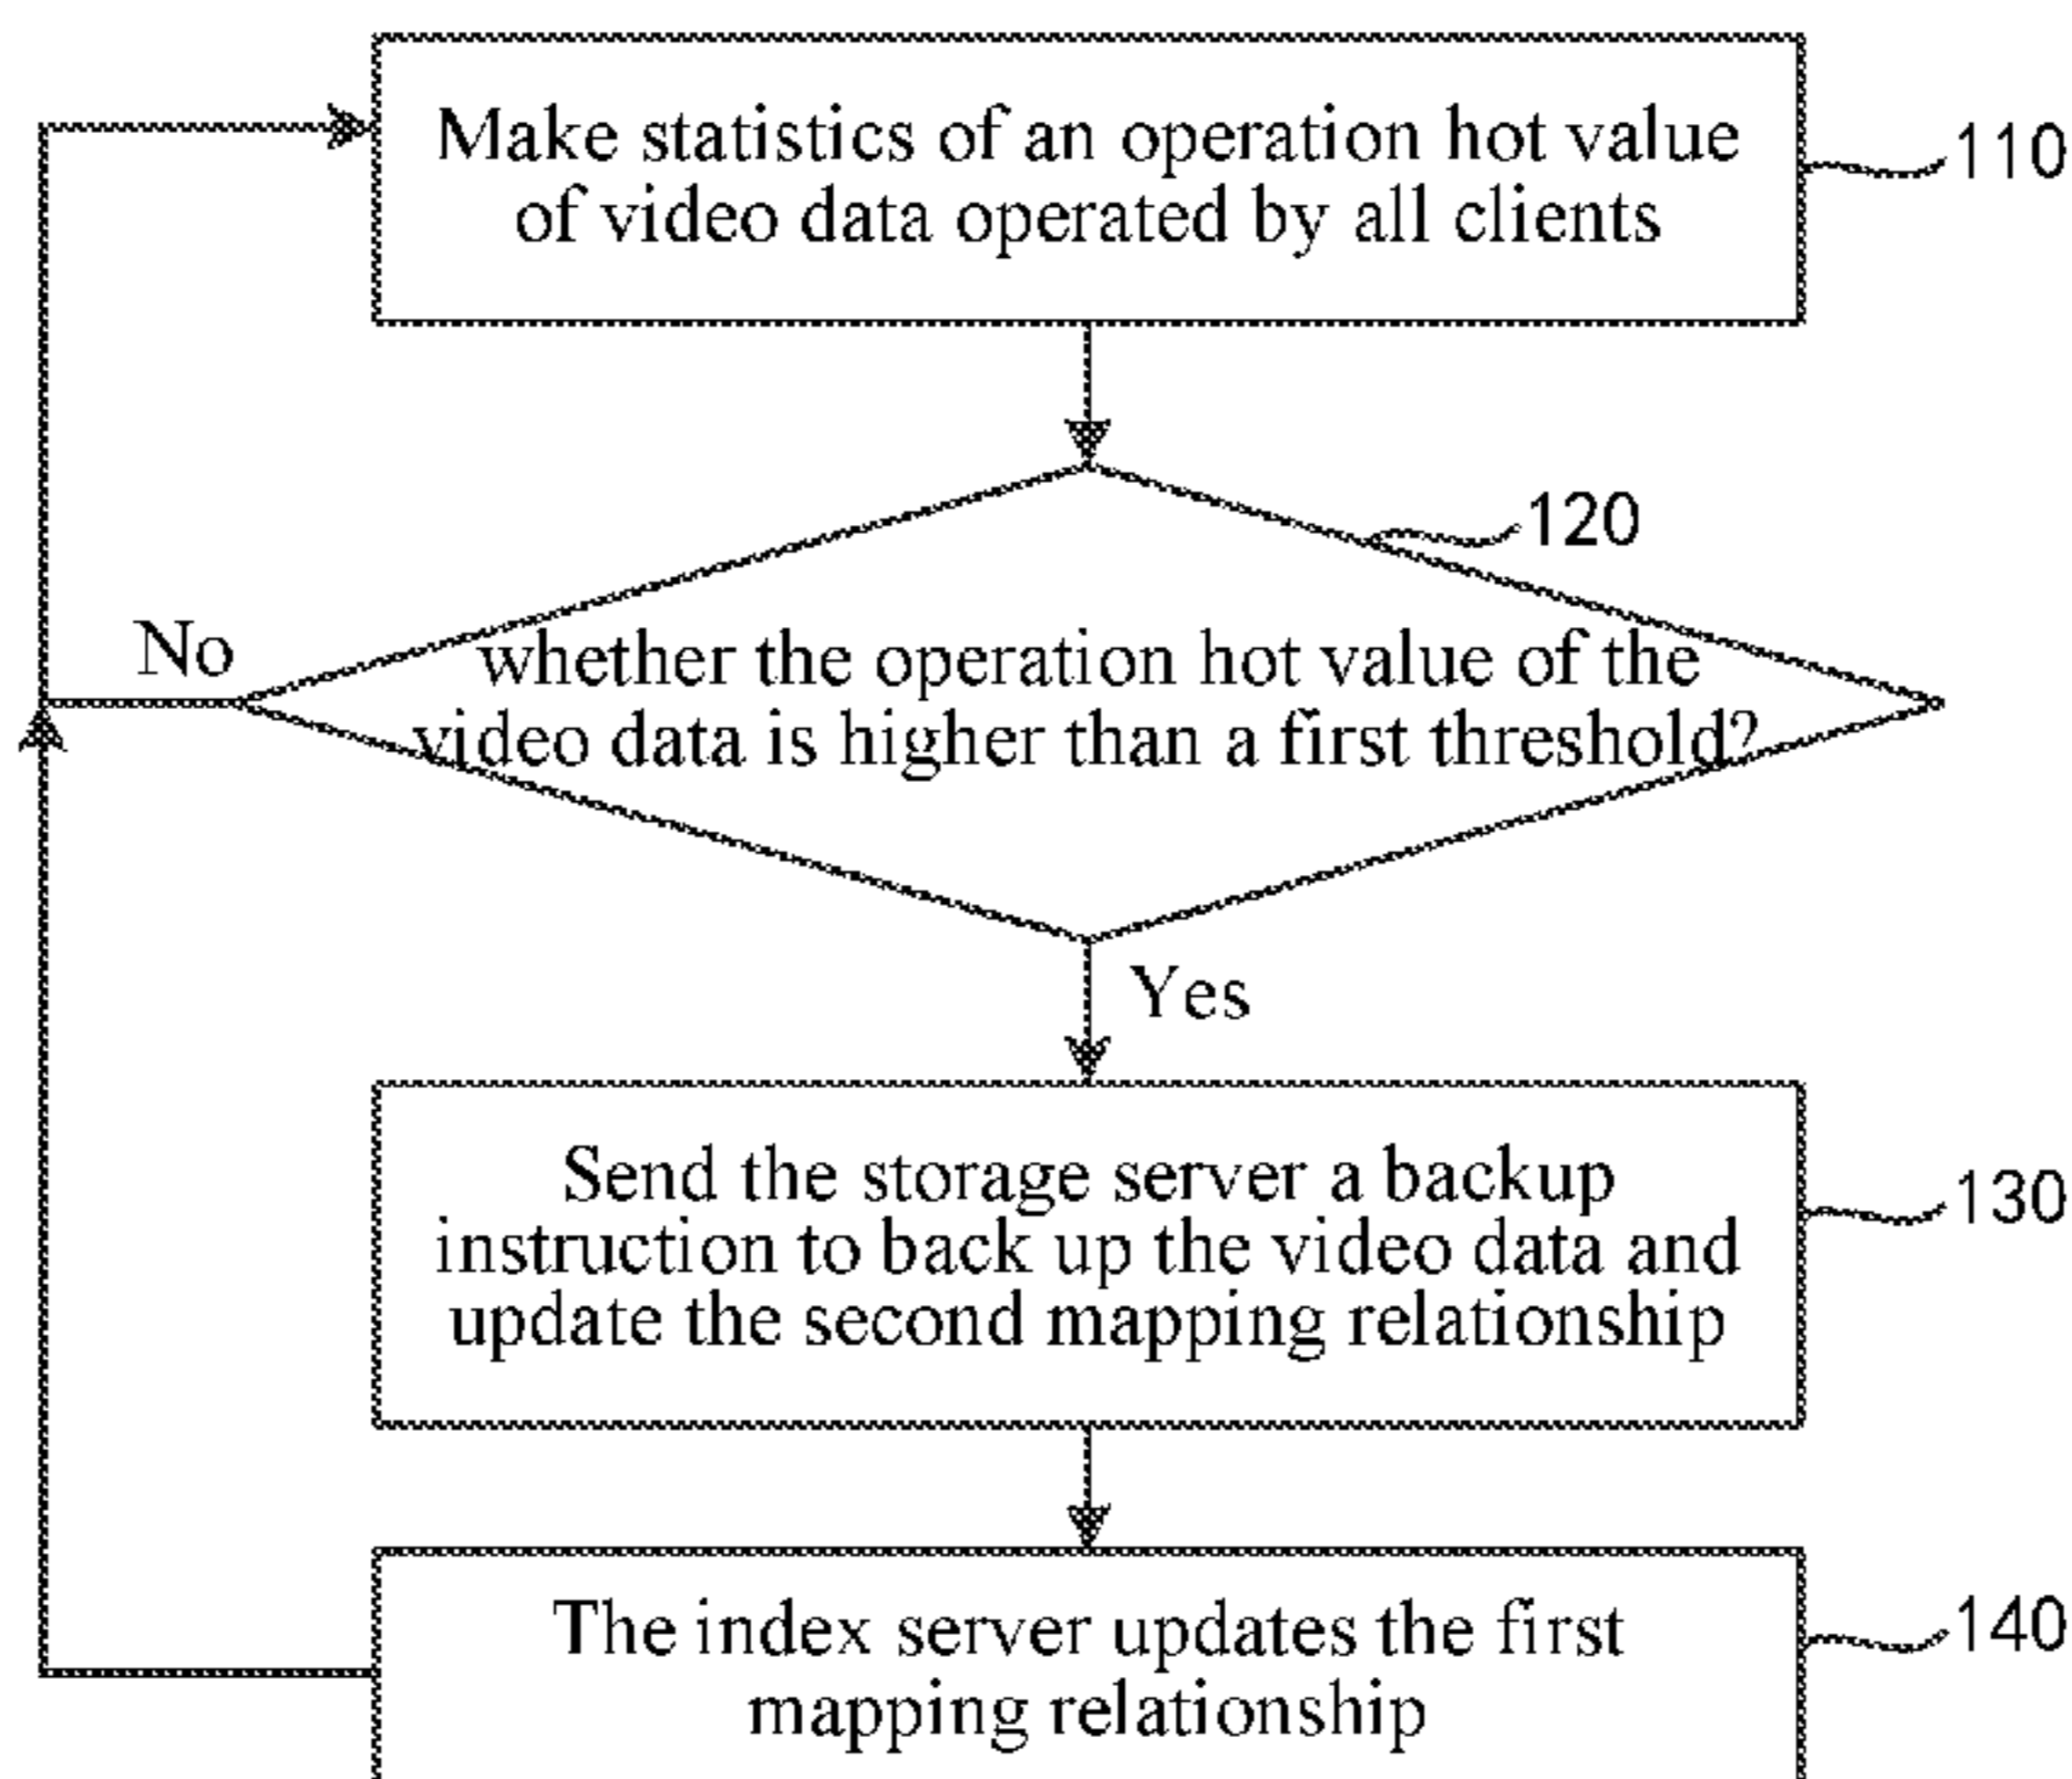 Make statistics of an operation hot value
of video data operated by all clients
110
120
No
whether the operation hot value of the
video data is higher than a first threshold?
Yes
Send the storage server a backup
instruction to back up the video data and
update the second mapping relationship
130
The index server updates the first
mapping relationship
140